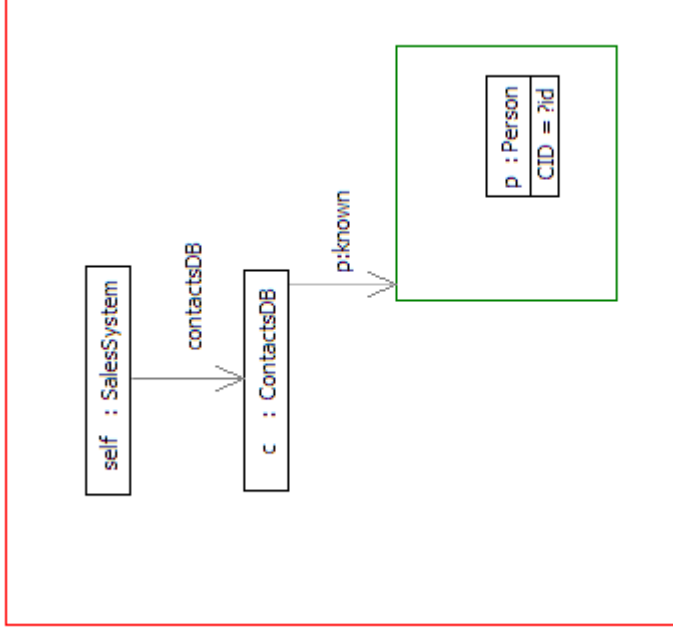 self : SalesSystem
contactsDB
c : ContactsDB
p:known
p :Person
CID = ?id